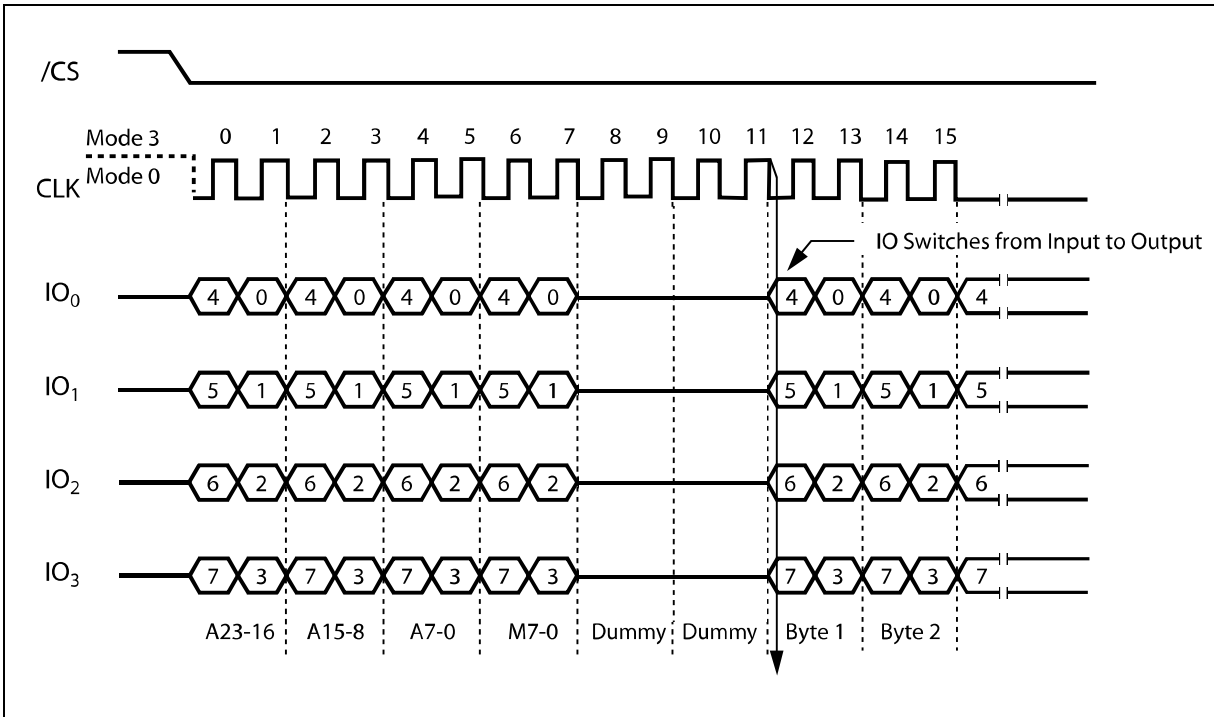 /CS
Mode 3
0 1 2 3 4 5 6 7 8 9 10 11 12 13 14 15
CLK Mode 0
IO Switches from Input to Output
IO0 4 0 4 0 4 0 4 0 4 0 4 0 4
IO1 5 1 5 1 5 1 5 1 5 1 5 1 5
IO2 6 2 6 2 6 2 6 2 6 2 6 2 6
IO3 7 3 7 3 7 3 7 3 7 3 7 3 7
A23-16 A15-8 A7-0 M7-0 Dummy Dummy Byte 1 Byte 2